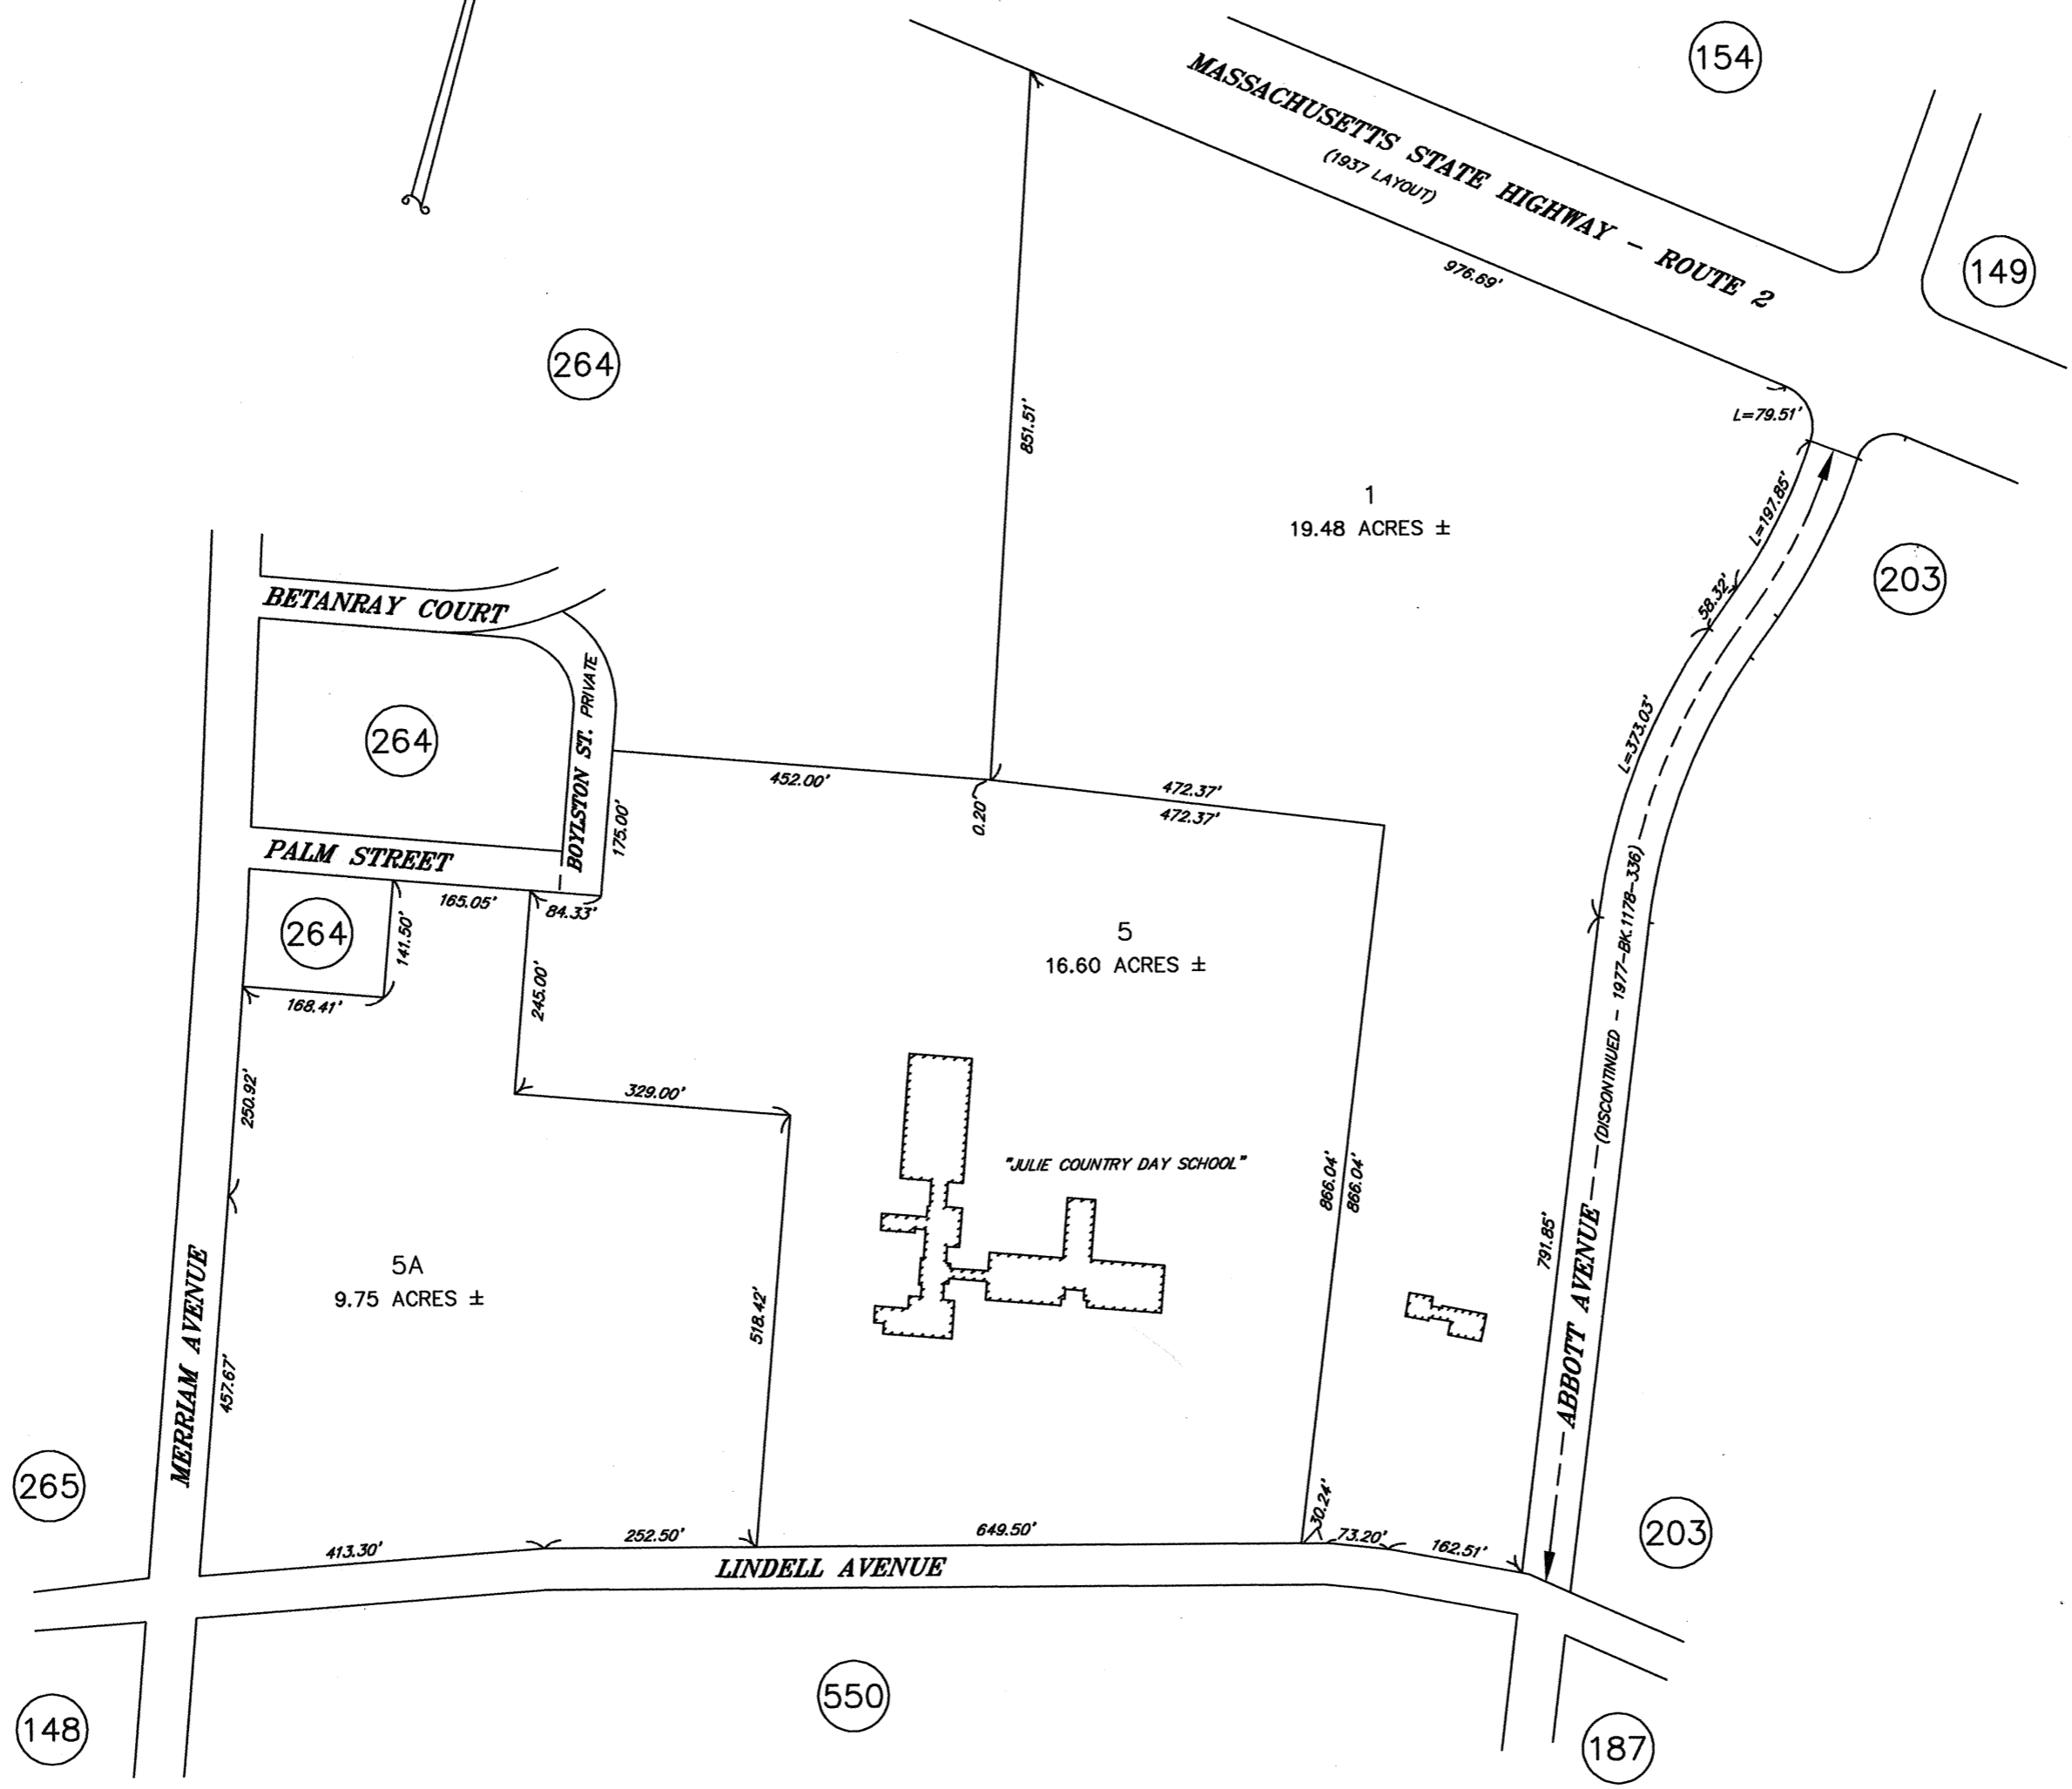 154
MASSACHUSETTS STATE HIGHWAY - ROUTE 2
(1937 LAYOUT)
149
976.69'
264
851.51'
L=79.51'
1
19.48 ACRES ±
L=197.85'
203
58.32'
BETANRAY COURT
BOYLSTON ST. PRIVATE
L=373.03'
264
452.00'
0.20'
472.37'
472.37'
175.00'
PALM STREET
165.05'
84.33'
264
141.50'
168.41'
245.00'
5
16.60 ACRES ±
250.92'
329.00'
"JULIE COUNTRY DAY SCHOOL"
866.04'
866.04'
791.85'
ABBOTT AVENUE (DISCONTINUED - 1977-BK.1178-336)
MERRIAM AVENUE
5A
9.75 ACRES ±
518.42'
457.67'
265
413.30'
252.50'
649.50'
30.24'
73.20'
162.51'
203
LINDELL AVENUE
148
550
187